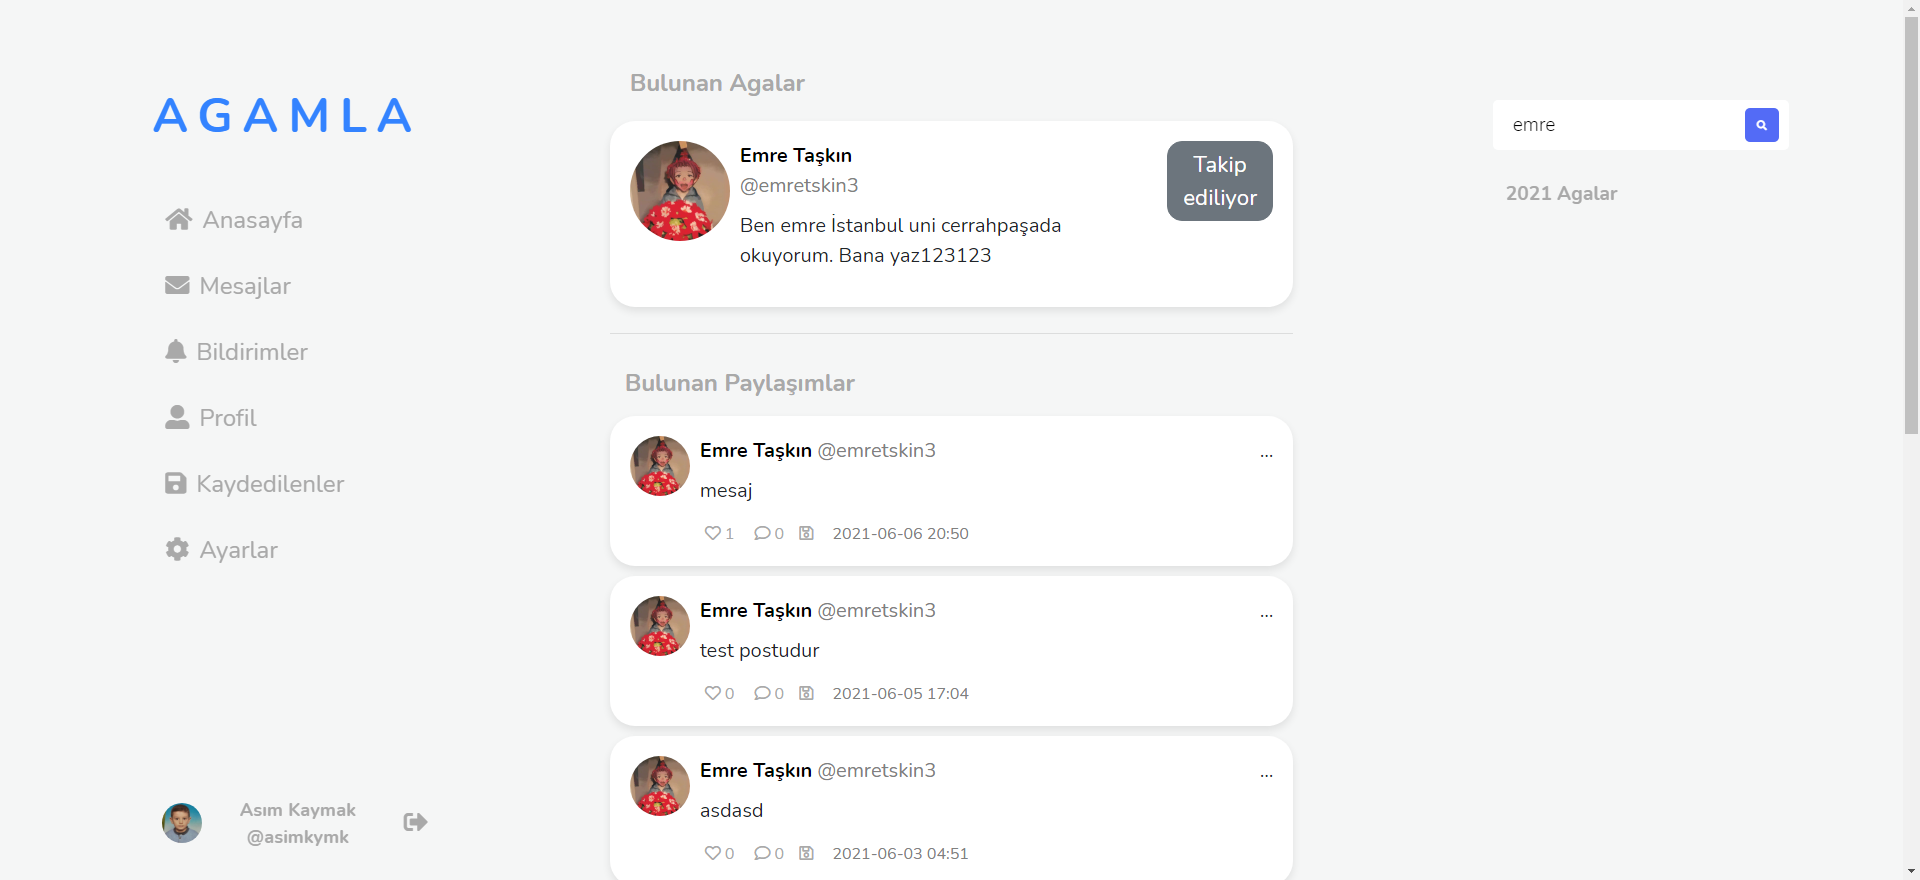 AGAMLA
Anasayfa
Mesajlar
Bildirimler
Profil
Kaydedilenler
Ayarlar
Asım Kaymak
@asimkymk
Bulunan Agalar
Emre Taşkın
@emretskin3
Ben emre İstanbul uni cerrahpaşada
okuyorum. Bana yaz123123
Takip
ediliyor
Bulunan Paylaşımlar
Emre Taşkın @emretskin3 ...
mesaj
1 0 2021-06-06 20:50
Emre Taşkın @emretskin3 ...
test postudur
0 0 2021-06-05 17:04
Emre Taşkın @emretskin3 ...
asdasd
0 0 2021-06-03 04:51
emre
2021 Agalar